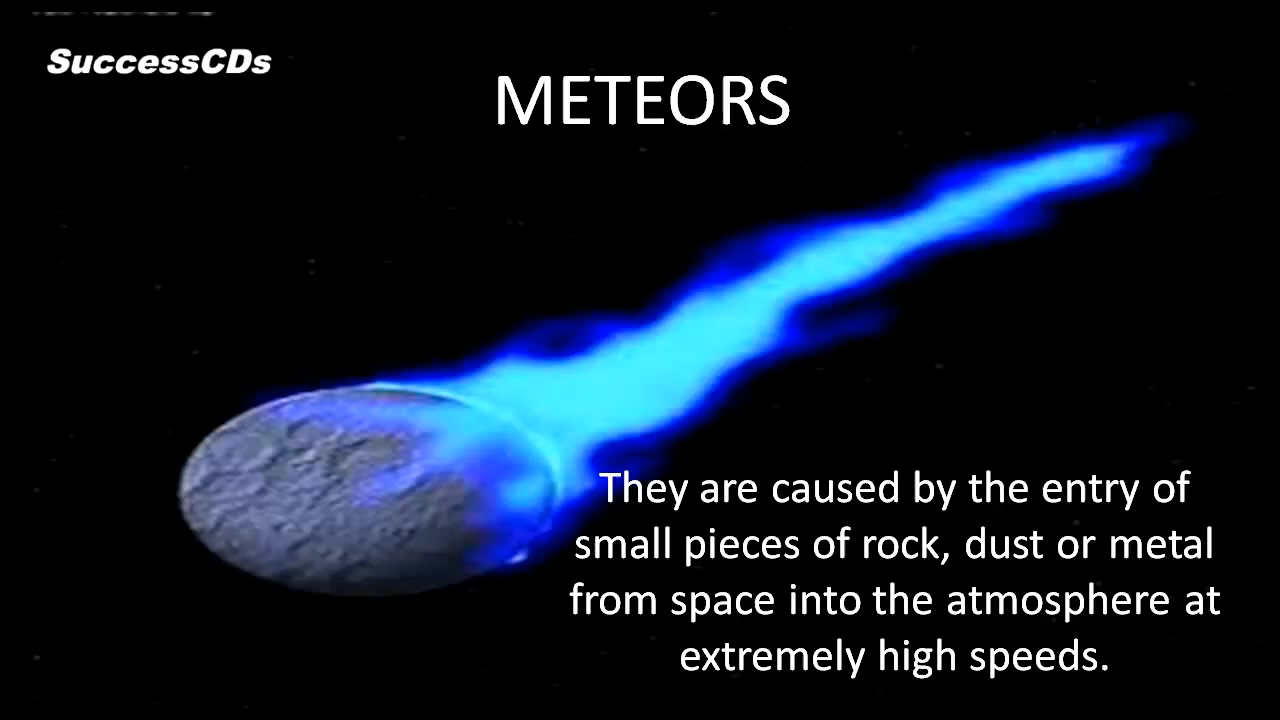 SuccessCDs
METEORS
They are caused by the entry of
small pieces of rock, dust or metal
from space into the atmosphere at
extremely high speeds.